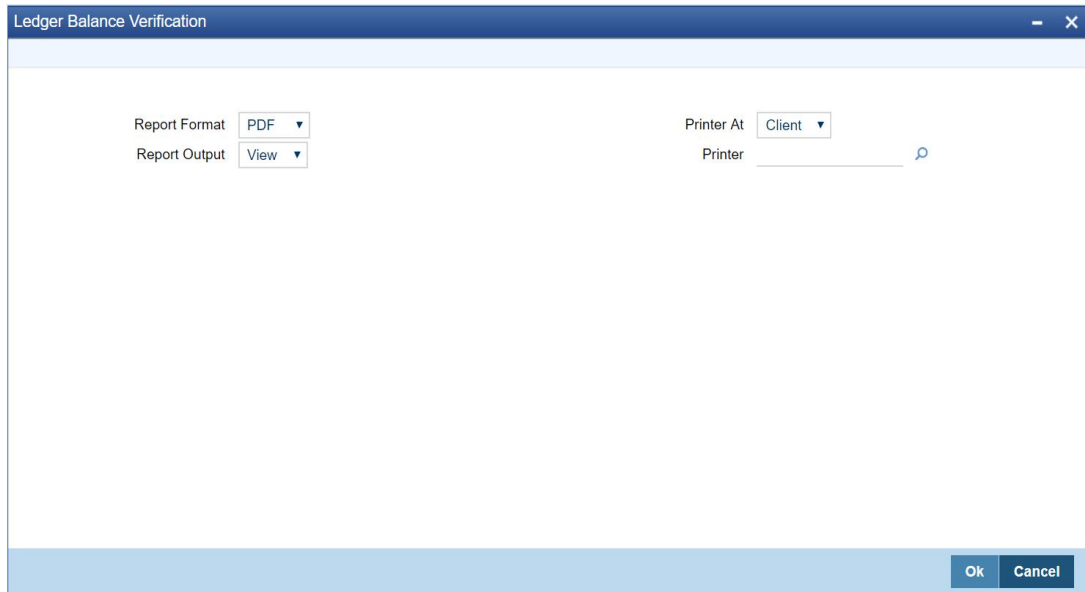 Ledger Balance Verification
Report Format PDF Printer At Client
Report Output View Printer
Ok Cancel